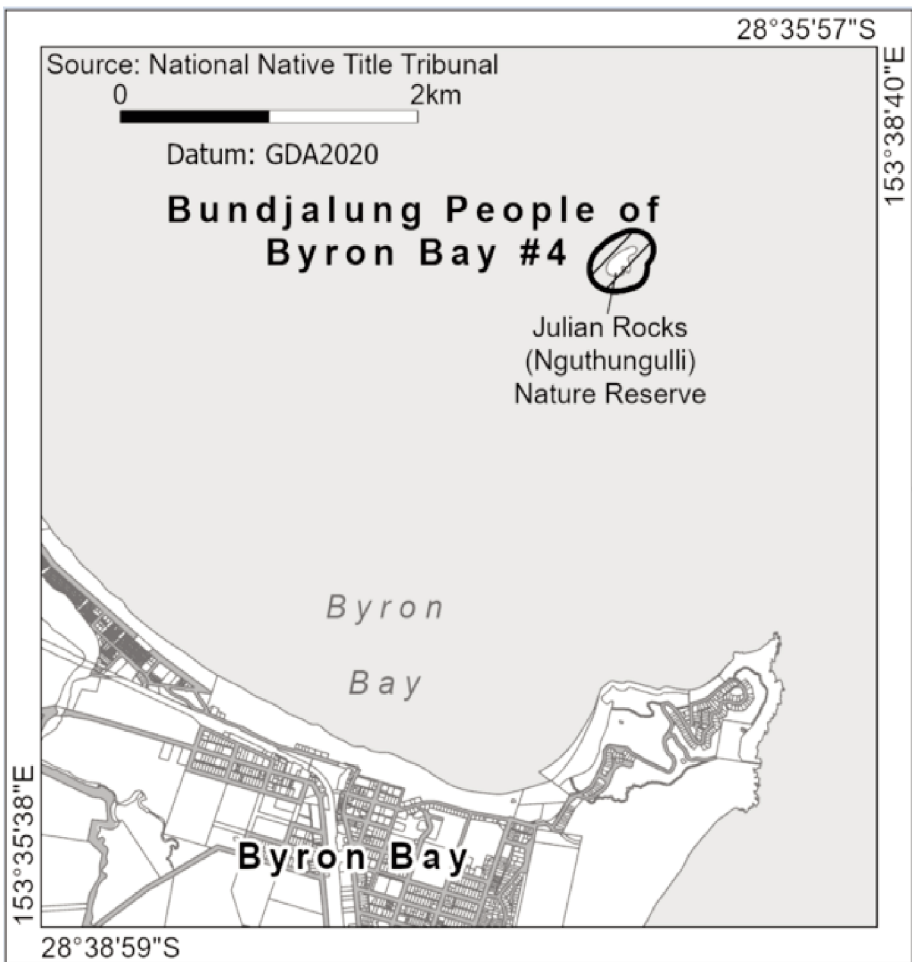 28°35'57"S
Source: National Native Title Tribunal
0 2km
153°38'40"E
Datum: GDA2020
Bundjalung People of
Byron Bay #4
Julian Rocks
(Nguthungulli)
Nature Reserve
Byron
Bay
153°35'38"E
Byron Bay
28°38'59"S